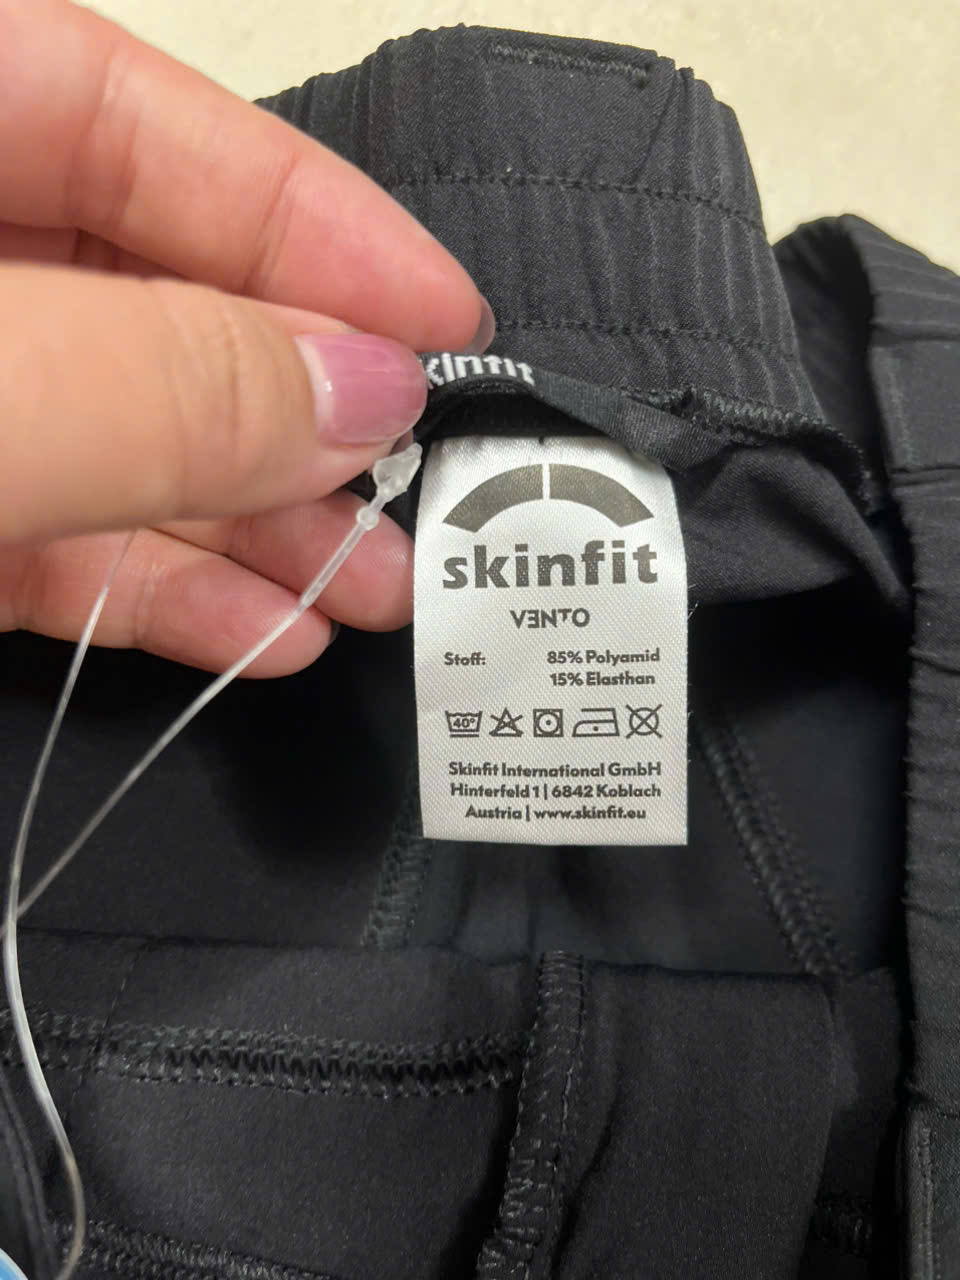 skinfit
skinfit
VENTO
Stoff: 85% Polyamid
15% Elasthan
40°
Skinfit International GmbH
Hinterfeld 1 | 6842 Koblach
Austria | www.skinfit.eu